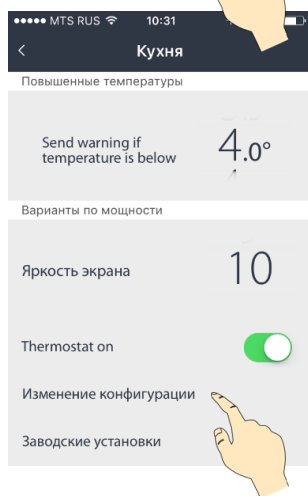 MTS RUS 10:31
Кухня
Повышенные температуры
Send warning if
temperature is below
4.0°
Варианты по мощности
Яркость экрана 10
Thermostat on
Изменение конфигурации
Заводские установки